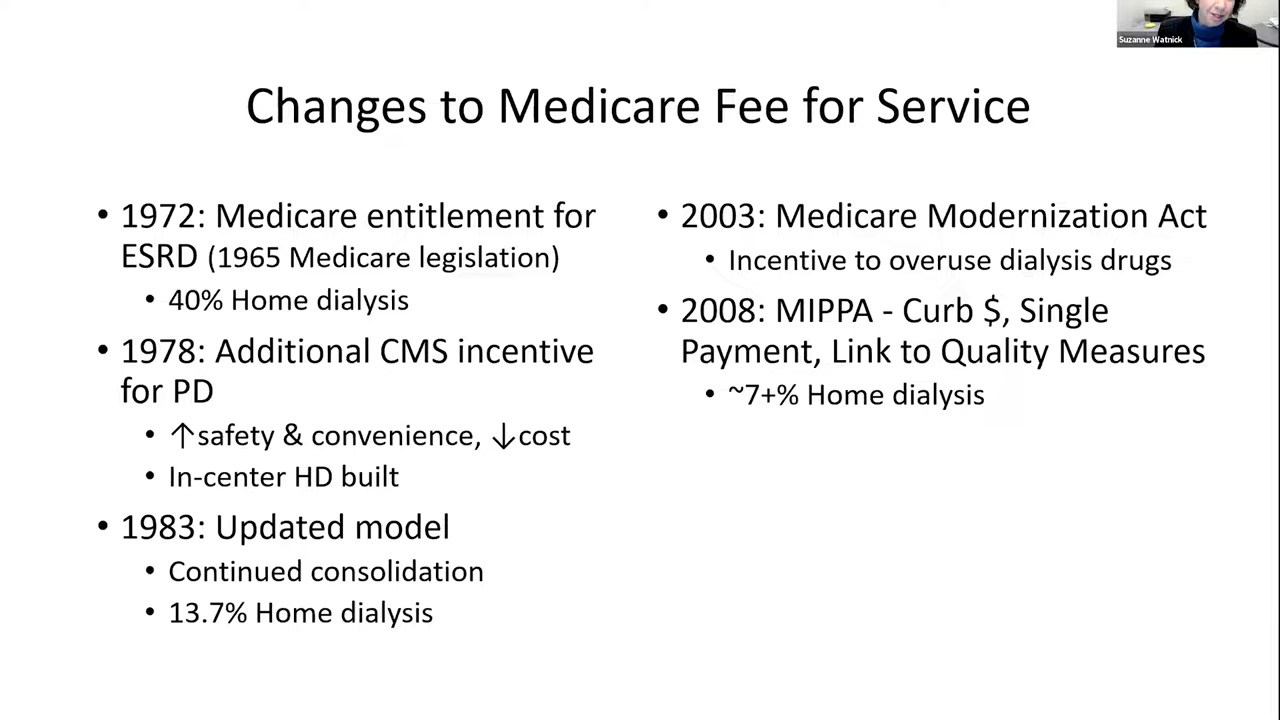 Suzanne Watnick
Changes to Medicare Fee for Service
• 1972: Medicare entitlement for
ESRD (1965 Medicare legislation)
• 40% Home dialysis
• 1978: Additional CMS incentive
for PD
• ↑safety & convenience, ↓cost
• In-center HD built
• 1983: Updated model
• Continued consolidation
• 13.7% Home dialysis
• 2003: Medicare Modernization Act
• Incentive to overuse dialysis drugs
• 2008: MIPPA - Curb $, Single
Payment, Link to Quality Measures
• ~7+% Home dialysis